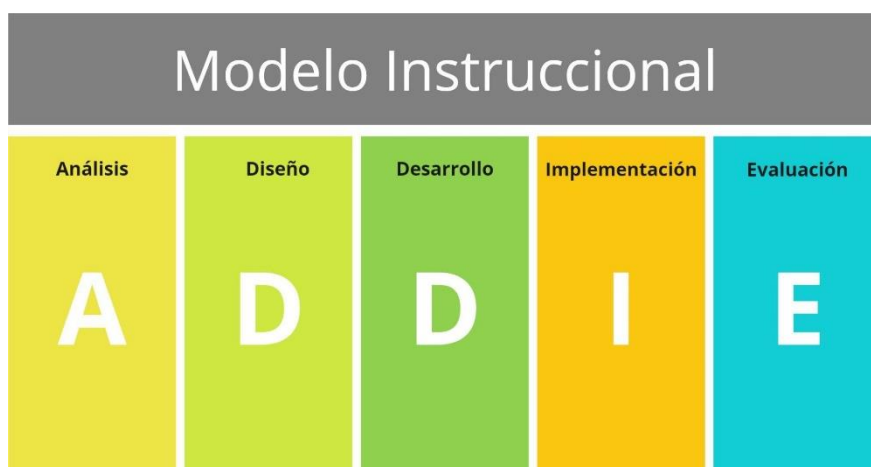 Modelo Instruccional
Análisis
Diseño
Desarrollo
Implementación
Evaluación
A
D
D
I
E